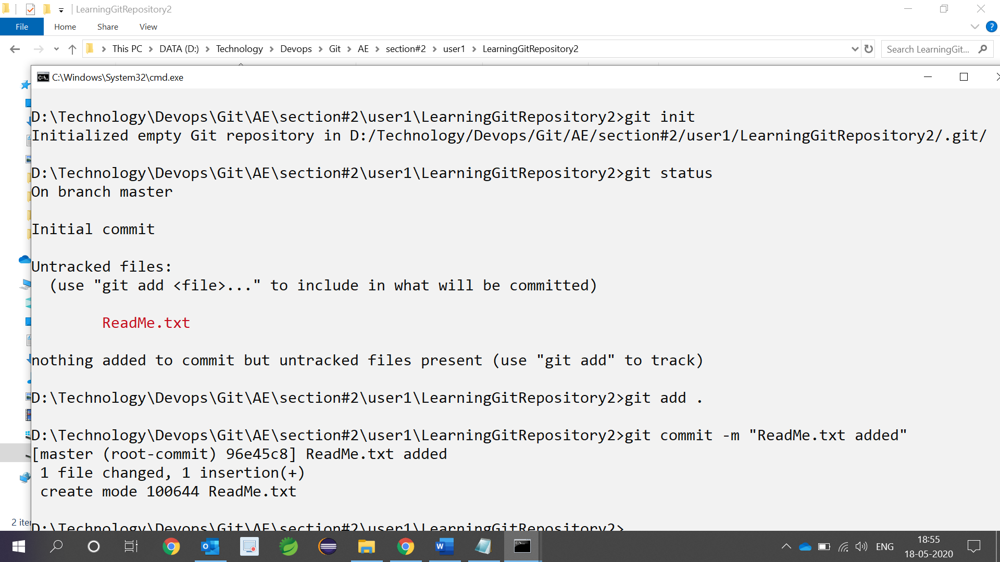 LearningGitRepository2
File Home Share View
This PC > DATA (D:) > Technology > Devops > Git > AE > section#2 > user1 > LearningGitRepository2
Search LearningGit...
C:\Windows\System32\cmd.exe
D:\Technology\Devops\Git\AE\section#2\user1\LearningGitRepository2>git init
Initialized empty Git repository in D:/Technology/Devops/Git/AE/section#2/user1/LearningGitRepository2/.git/
D:\Technology\Devops\Git\AE\section#2\user1\LearningGitRepository2>git status
On branch master
Initial commit
Untracked files:
(use "git add <file>..." to include in what will be committed)
ReadMe.txt
nothing added to commit but untracked files present (use "git add" to track)
D:\Technology\Devops\Git\AE\section#2\user1\LearningGitRepository2>git add .
D:\Technology\Devops\Git\AE\section#2\user1\LearningGitRepository2>git commit -m "ReadMe.txt added"
[master (root-commit) 96e45c8] ReadMe.txt added
1 file changed, 1 insertion(+)
create mode 100644 ReadMe.txt
2 iter
D:\Technology\Devops\Git\AE\section#2\user1\LearningGitRepository2>
ENG
18:55
18-05-2020